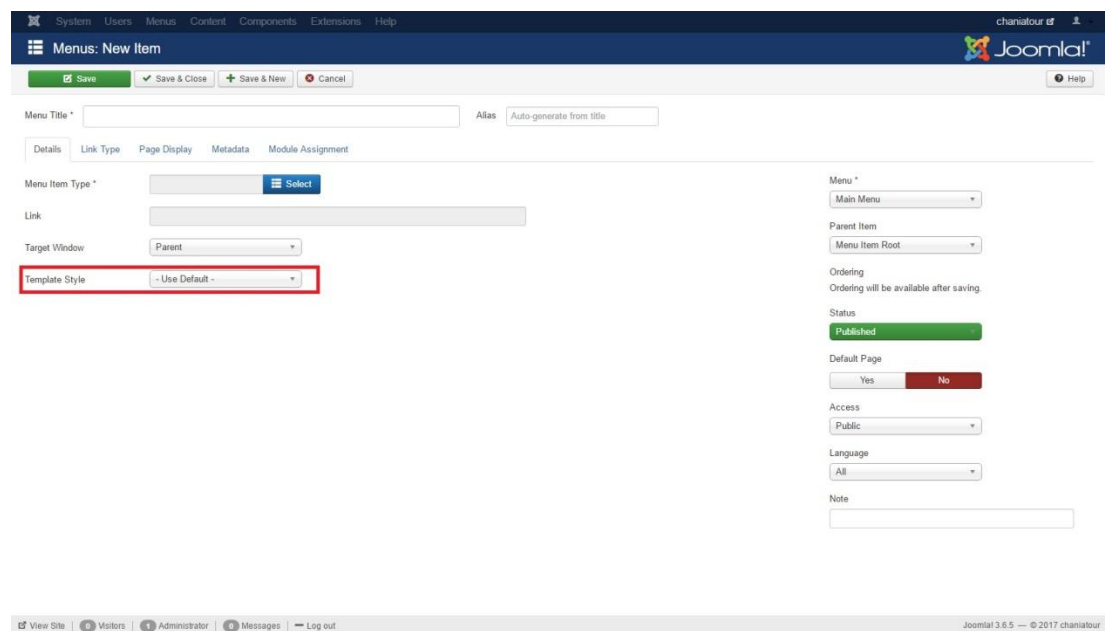 System Users Menus Content Components Extensions Help chaniatour
Menus: New Item Joomla!®
Save Save & Close Save & New Cancel Help
Menu Title * Alias Auto-generate from title
Details Link Type Page Display Metadata Module Assignment
Menu Item Type * Select
Link
Target Window Parent
Template Style - Use Default -
Menu *
Main Menu
Parent Item
Menu Item Root
Ordering
Ordering will be available after saving.
Status
Published
Default Page
Yes No
Access
Public
Language
All
Note
View Site 0 Visitors 1 Administrator 0 Messages Log out Joomla! 3.6.5 — © 2017 chaniatour